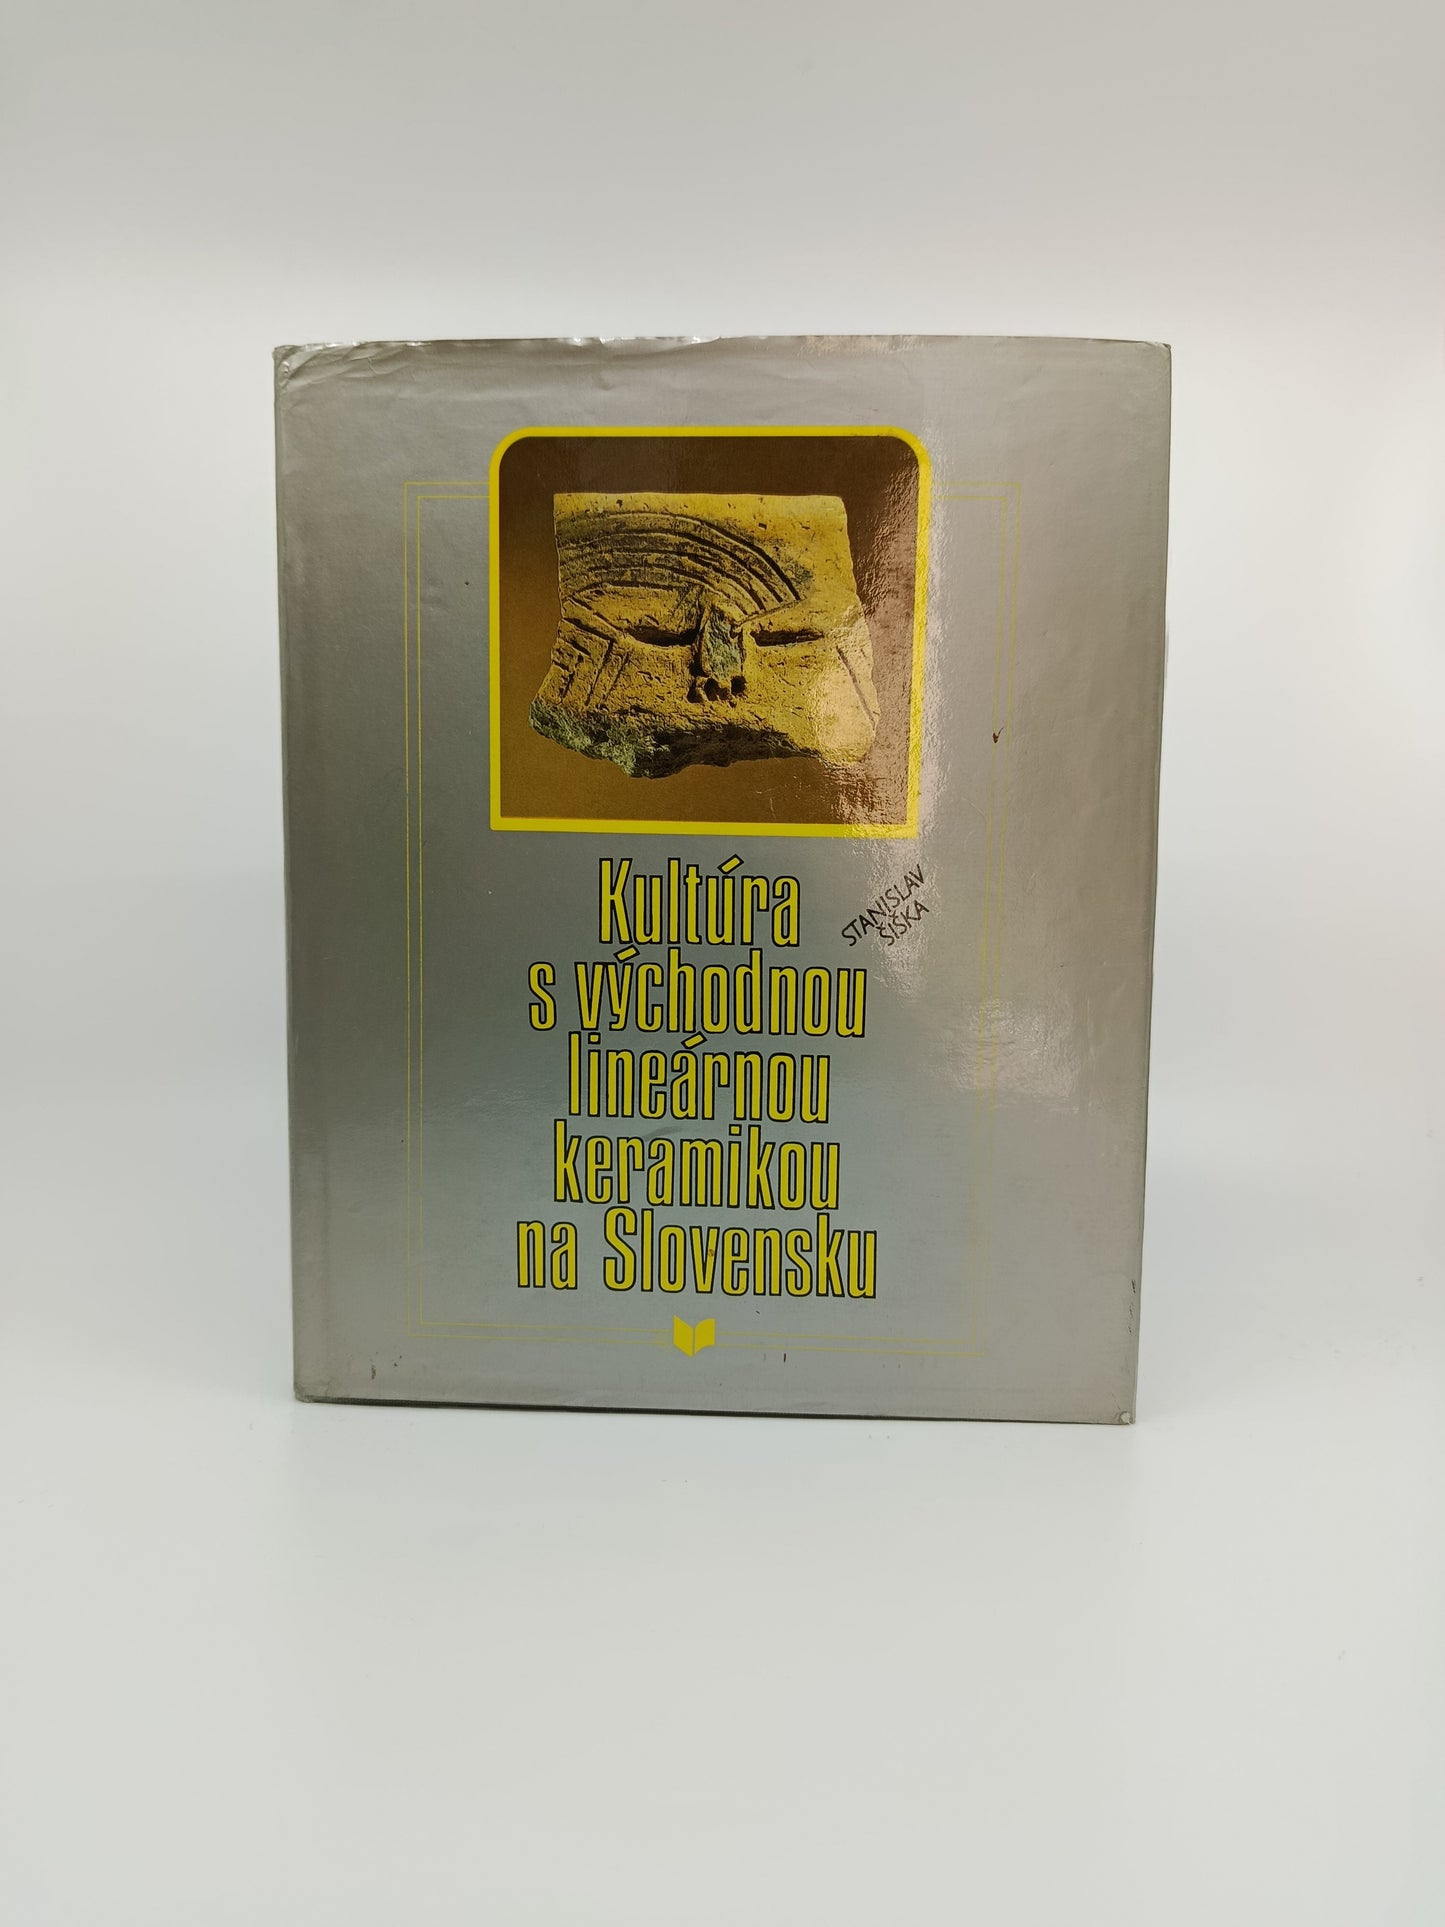 Kultúra
STANISLAV
ŠIŠKA
s východnou
lineárnou
keramikou
na Slovensku